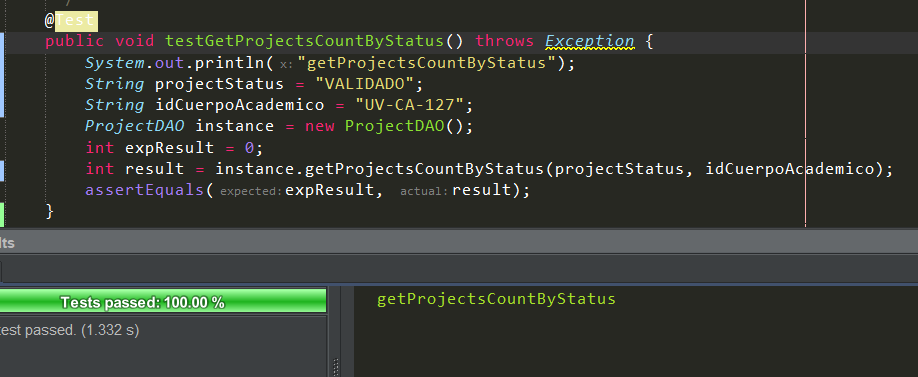 @Test
public void testGetProjectsCountByStatus() throws Exception {
System.out.println( x: "getProjectsCountByStatus");
String projectStatus = "VALIDADO";
String idCuerpoAcademico = "UV-CA-127";
ProjectDAO instance = new ProjectDAO();
int expResult = 0;
int result = instance.getProjectsCountByStatus(projectStatus, idCuerpoAcademico);
assertEquals( expected: expResult, actual: result);
}
lts
Tests passed: 100.00 %
est passed. (1.332 s)
getProjectsCountByStatus